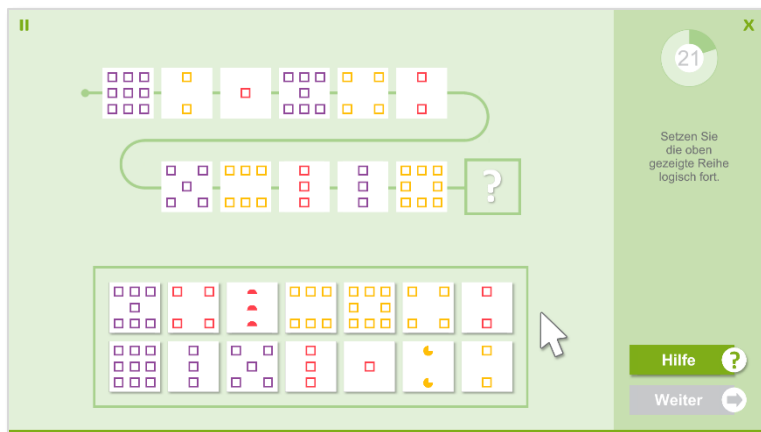 X
21
Setzen Sie
die oben
gezeigte Reihe
logisch fort.
?
Hilfe ?
Weiter